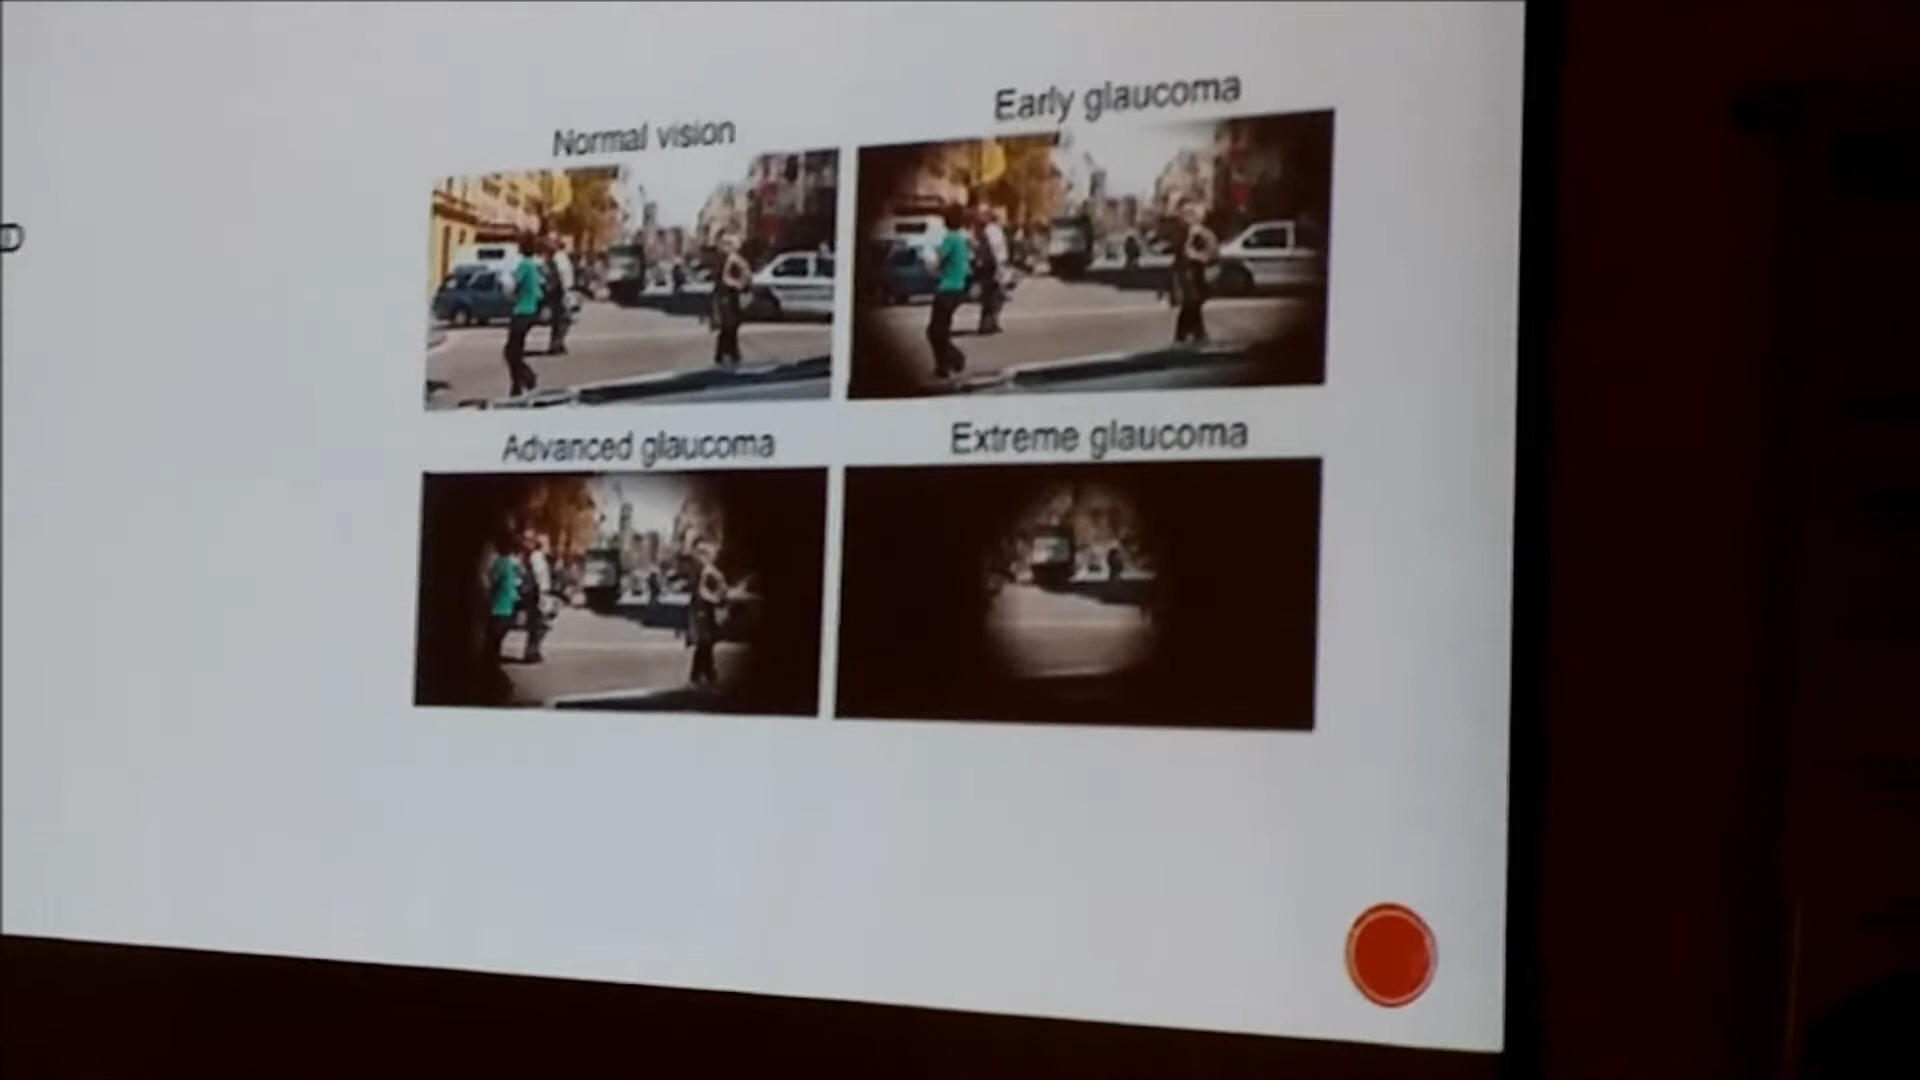 Normal vision
Early glaucoma
D
Advanced glaucoma
Extreme glaucoma